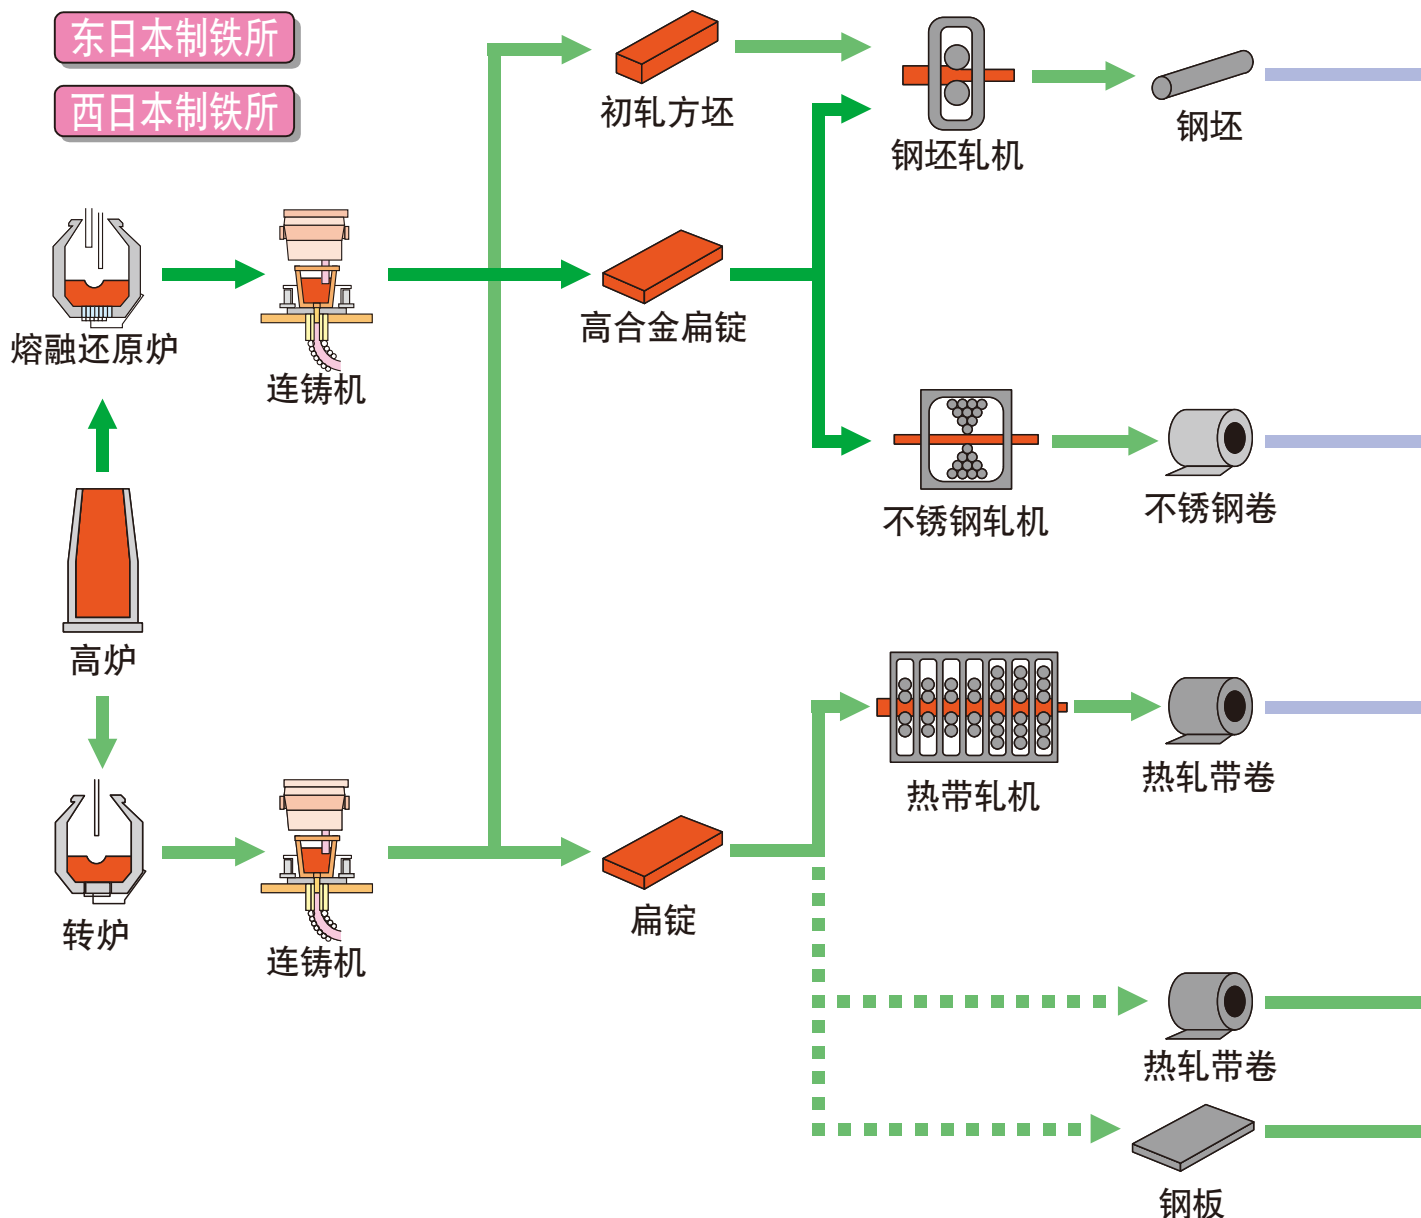 东日本制铁所
西日本制铁所
初轧方坯
钢坯轧机
钢坯
熔融还原炉
连铸机
高合金扁锭
不锈钢轧机
不锈钢卷
高炉
热带轧机
热轧带卷
转炉
连铸机
扁锭
热轧带卷
钢板